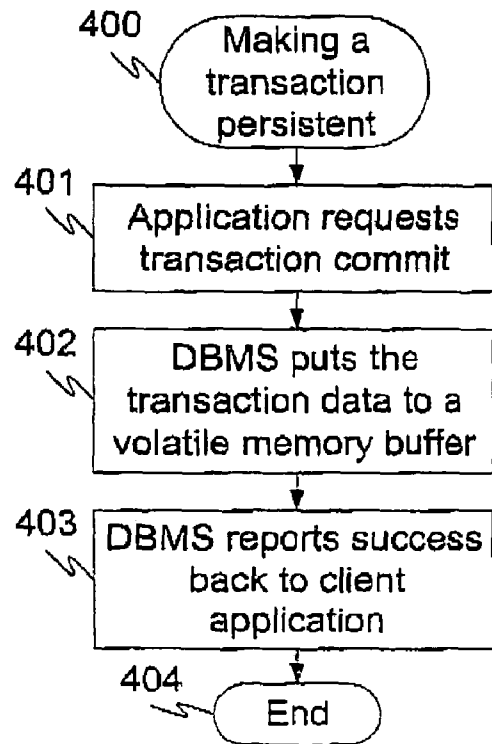 400
Making a
transaction
persistent
401
Application requests
transaction commit
402
DBMS puts the
transaction data to a
volatile memory buffer
403
DBMS reports success
back to client
application
404
End